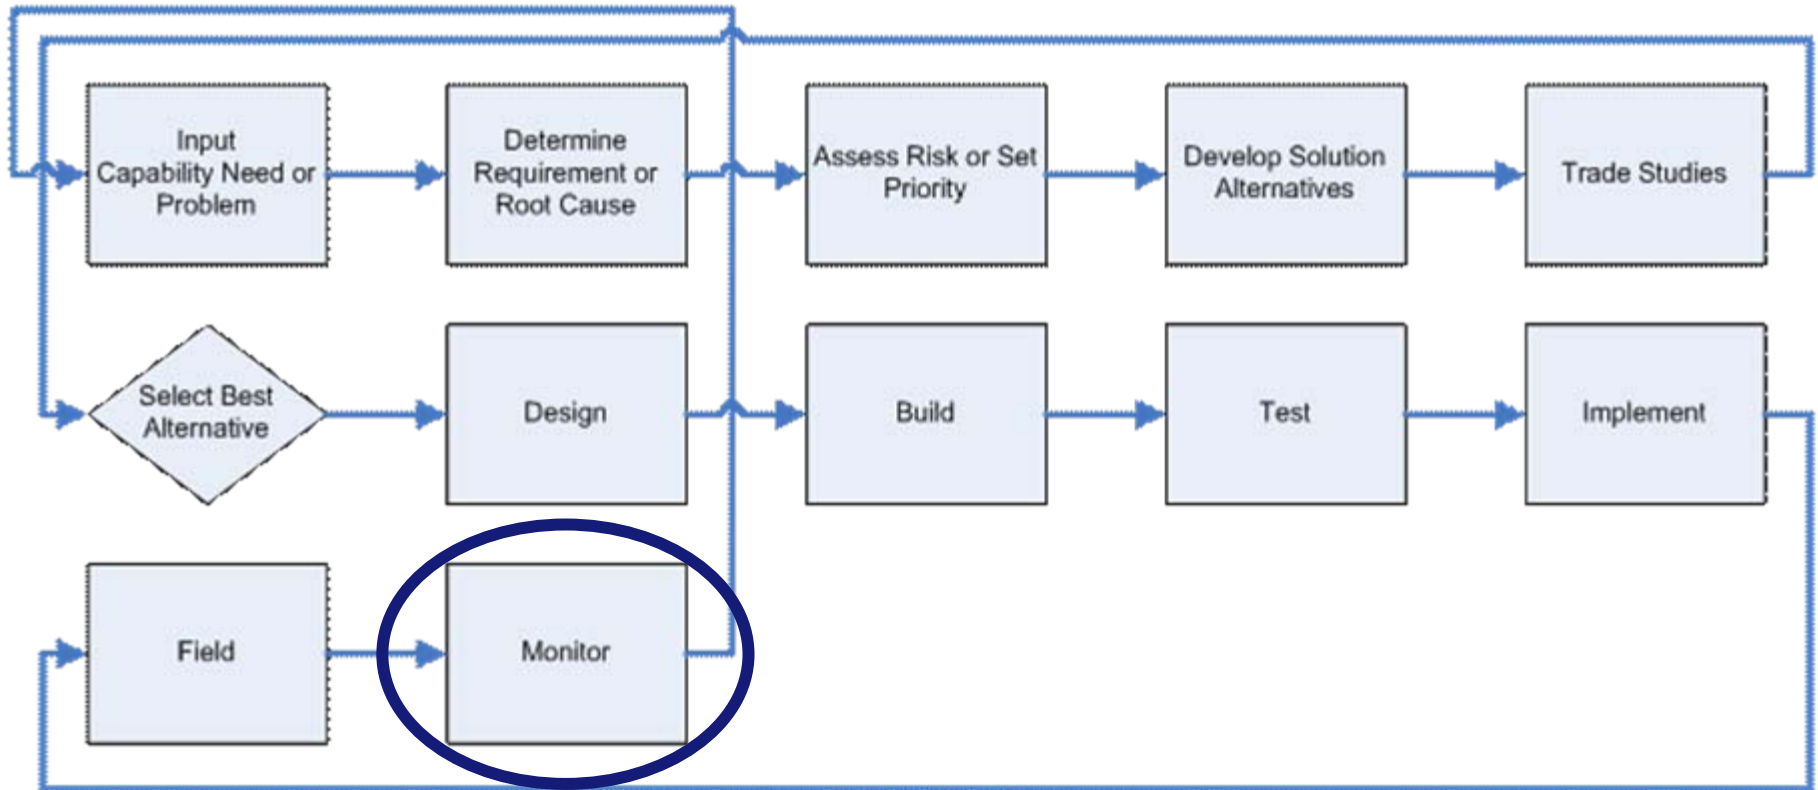 Input
Capability Need or
Problem
Determine
Requirement or
Root Cause
Assess Risk or Set
Priority
Develop Solution
Alternatives
Trade Studies
Select Best
Alternative
Design
Build
Test
Implement
Field
Monitor